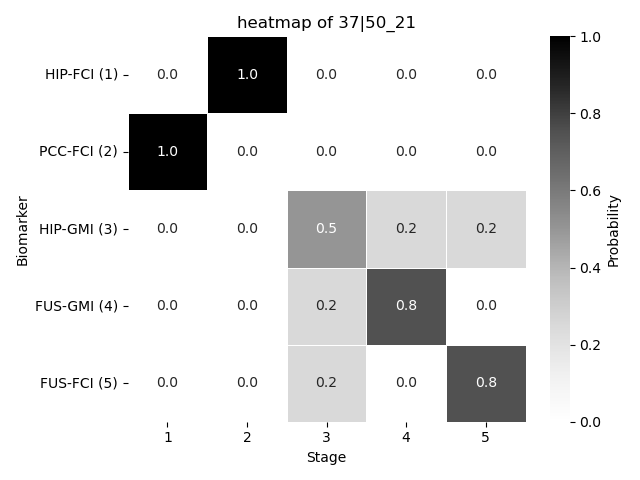 heatmap of 37|50_21
HIP-FCI (1) 0.0 1.0 0.0 0.0 0.0
PCC-FCI (2) 1.0 0.0 0.0 0.0 0.0
HIP-GMI (3) 0.0 0.0 0.5 0.2 0.2
FUS-GMI (4) 0.0 0.0 0.2 0.8 0.0
FUS-FCI (5) 0.0 0.0 0.2 0.0 0.8
1 2 3 4 5
Stage
Biomarker
1.0
0.8
0.6
0.4
0.2
0.0
Probability